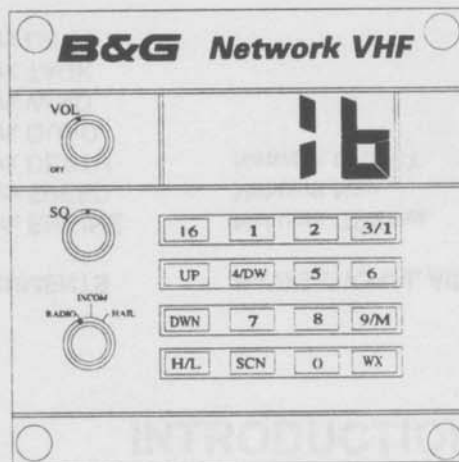 B&G Network VHF
VOL
OFF
16
SQ
16 1 2 3/1
UP 4/DW 5 6
INCOM
RADIO HAIL
DWN 7 8 9/M
H/L SCN 0 WX
INTRODUCTION